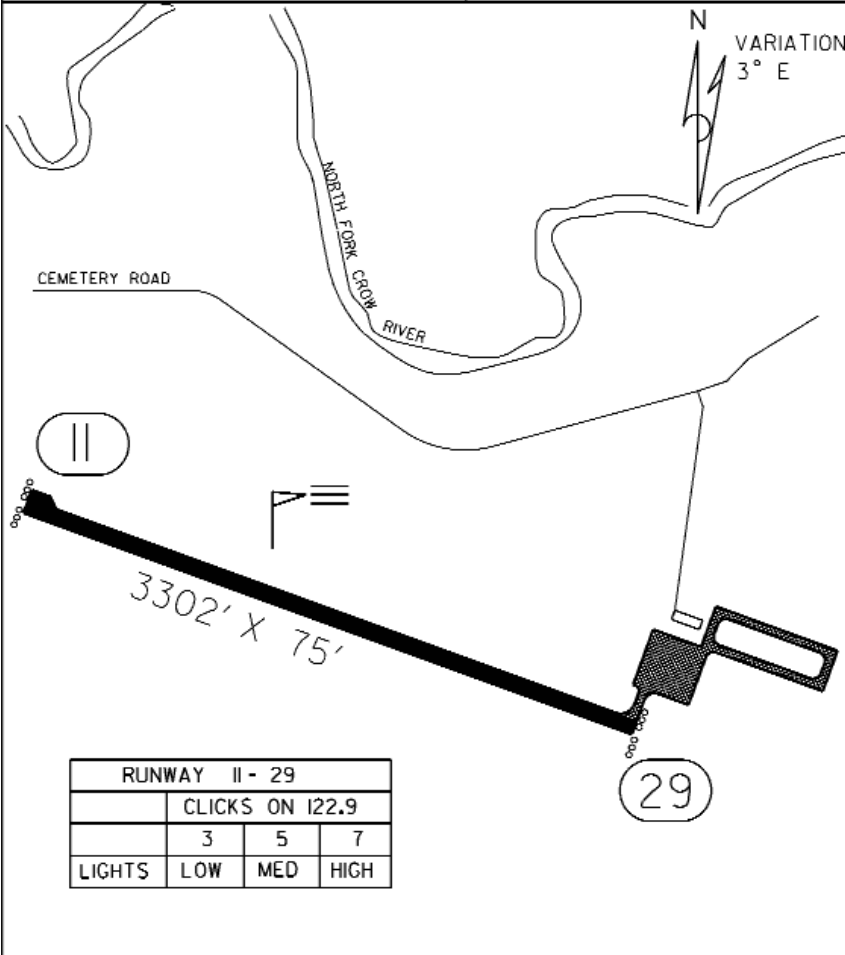 N
VARIATION
3° E
NORTH FORK CROW
RIVER
CEMETERY ROAD
11
3302' X 75'
29
RUNWAY 11 - 29
CLICKS ON 122.9
3 5 7
LIGHTS LOW MED HIGH